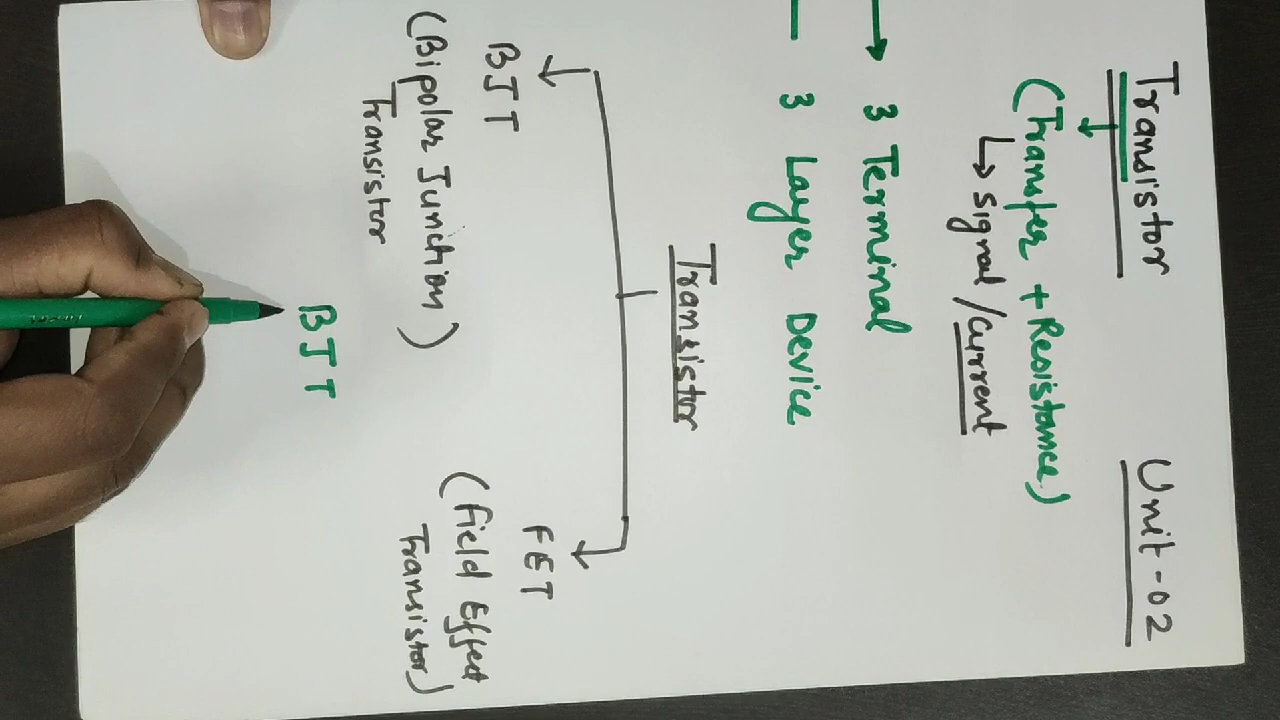 Transistor Unit-02
(Transfer + Resistance)
↳ Signal / Current
→ 3 Terminal
— 3 Layer Device
Transistor
BJT FET
(Bipolar Junction) (Field Effect
Transistor Transistor)
BJT